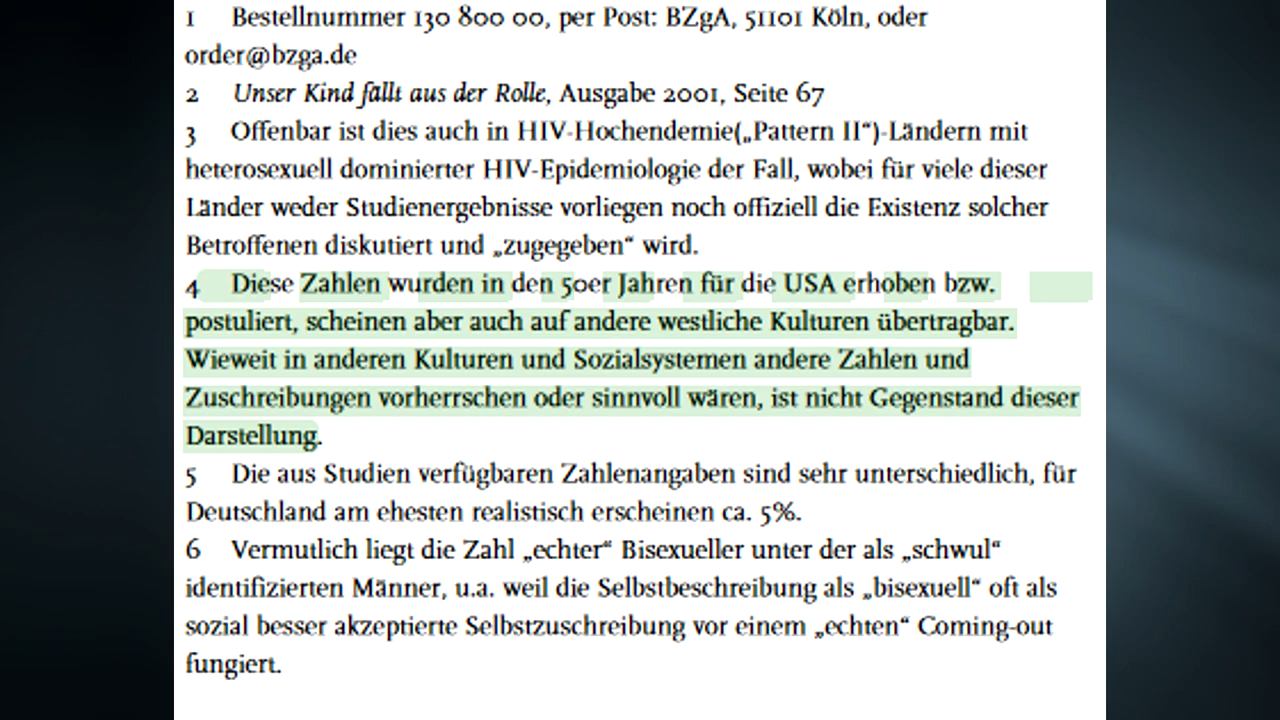 1 Bestellnummer 130 800 00, per Post: BZgA, 51101 Köln, oder
order@bzga.de
2 Unser Kind fällt aus der Rolle, Ausgabe 2001, Seite 67
3 Offenbar ist dies auch in HIV-Hochendemie(„Pattern II“)-Ländern mit
heterosexuell dominierter HIV-Epidemiologie der Fall, wobei für viele dieser
Länder weder Studienergebnisse vorliegen noch offiziell die Existenz solcher
Betroffenen diskutiert und „zugegeben“ wird.
4 Diese Zahlen wurden in den 50er Jahren für die USA erhoben bzw.
postuliert, scheinen aber auch auf andere westliche Kulturen übertragbar.
Wieweit in anderen Kulturen und Sozialsystemen andere Zahlen und
Zuschreibungen vorherrschen oder sinnvoll wären, ist nicht Gegenstand dieser
Darstellung.
5 Die aus Studien verfügbaren Zahlenangaben sind sehr unterschiedlich, für
Deutschland am ehesten realistisch erscheinen ca. 5%.
6 Vermutlich liegt die Zahl „echter“ Bisexueller unter der als „schwul“
identifizierten Männer, u.a. weil die Selbstbeschreibung als „bisexuell“ oft als
sozial besser akzeptierte Selbstzuschreibung vor einem „echten“ Coming-out
fungiert.